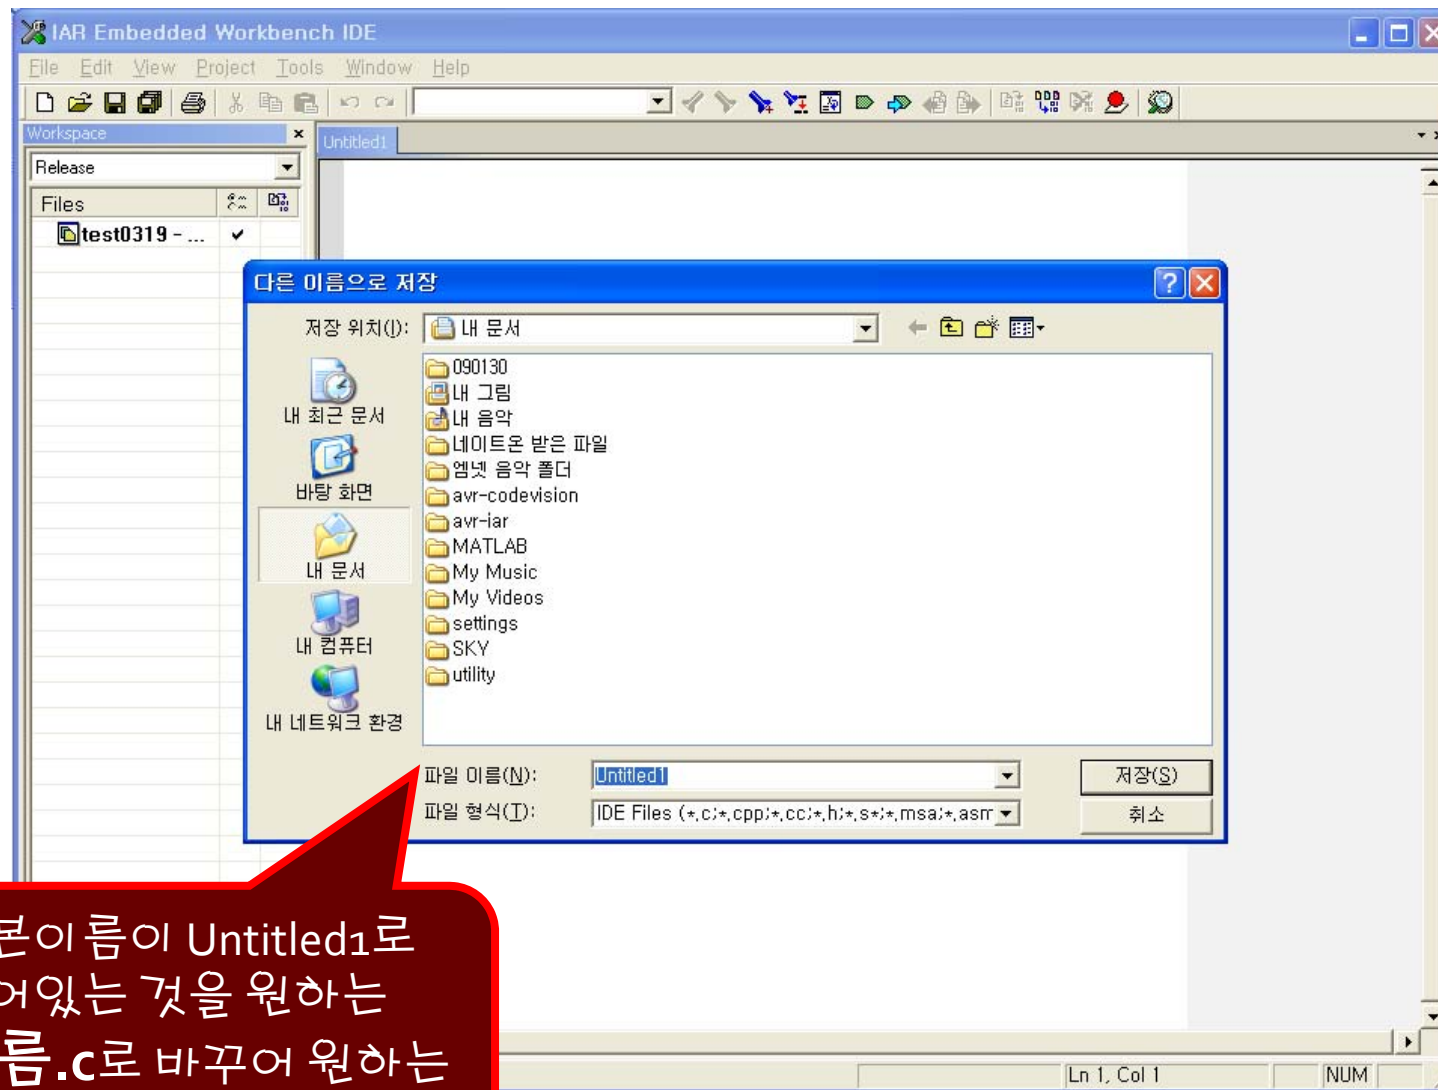 IAR Embedded Workbench IDE
File Edit View Project Tools Window Help
Workspace
Untitled1
Release
Files
test0319 - ...
다른 이름으로 저장
저장 위치(I):
내 문서
내 최근 문서
바탕 화면
내 문서
내 컴퓨터
내 네트워크 환경
090130
내 그림
내 음악
네이트온 받은 파일
엠넷 음악 폴더
avr-codevision
avr-iar
MATLAB
My Music
My Videos
settings
SKY
utility
파일 이름(N):
Untitled1
저장(S)
파일 형식(T):
IDE Files (*.c;*.cpp;*.cc;*.h;*.s*;*.msa;*.asm
취소
본이름이 Untitled1로
어있는 것을 원하는
름.c로 바꾸어 원하는
Ln 1, Col 1
NUM